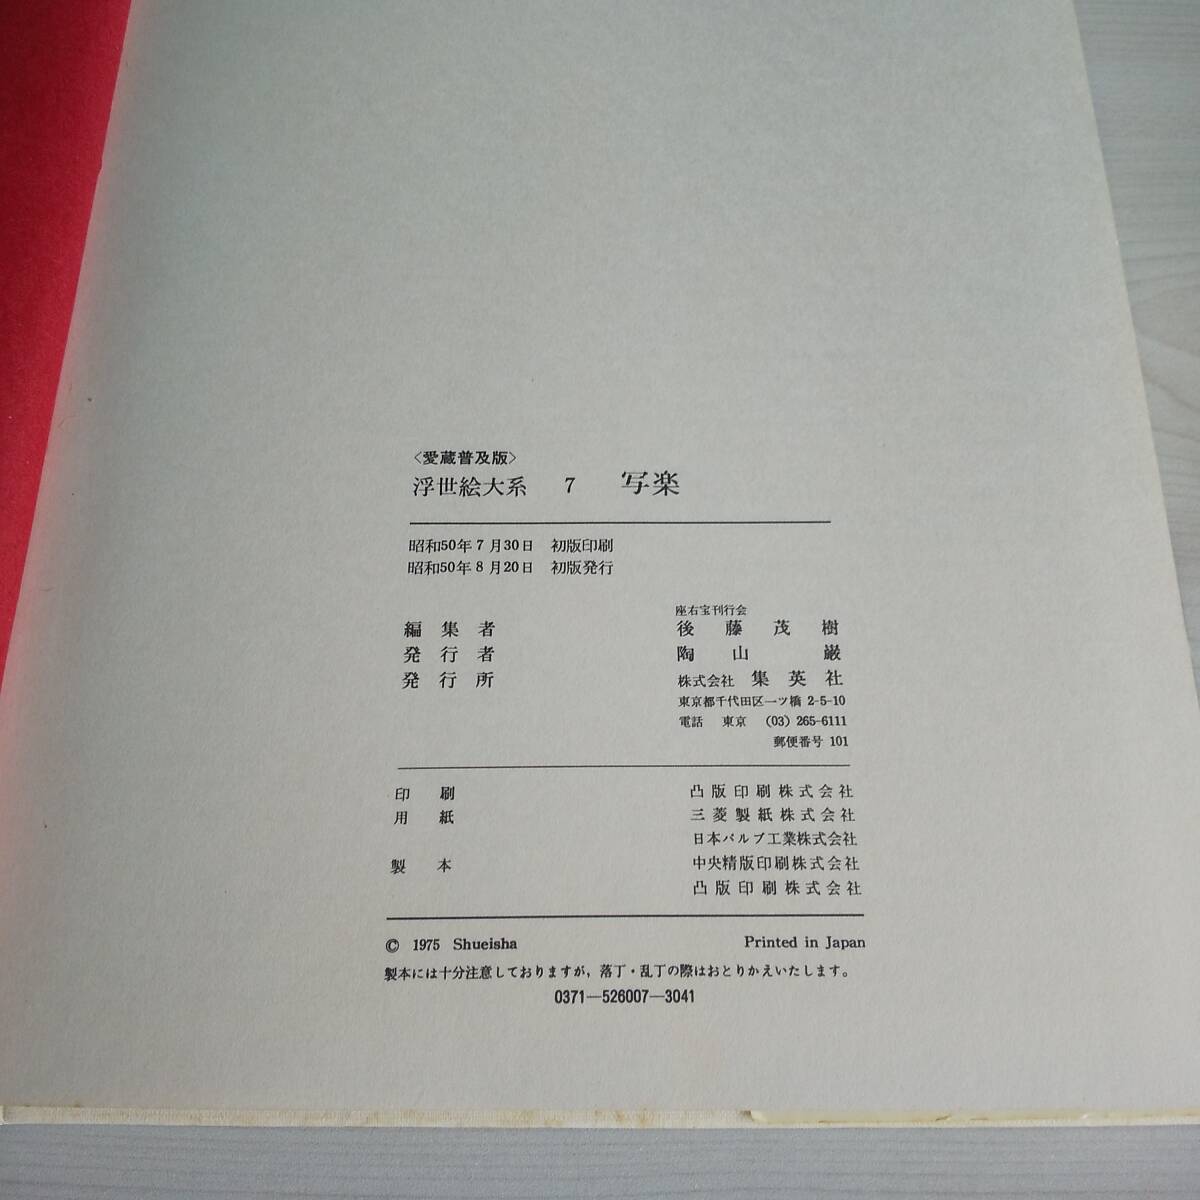 〈愛蔵普及版〉
浮世絵大系 7 写楽
昭和50年7月30日 初版印刷
昭和50年8月20日 初版発行
座右宝刊行会
編集者 後藤茂樹
発行者 陶山巌
発行所 株式会社 集英社
東京都千代田区一ツ橋 2-5-10
電話 東京 (03) 265-6111
郵便番号 101
印刷 凸版印刷株式会社
用紙 三菱製紙株式会社
日本パルプ工業株式会社
製本 中央精版印刷株式会社
凸版印刷株式会社
© 1975 Shueisha Printed in Japan
製本には十分注意しておりますが，落丁・乱丁の際はおとりかえいたします。
0371—526007—3041